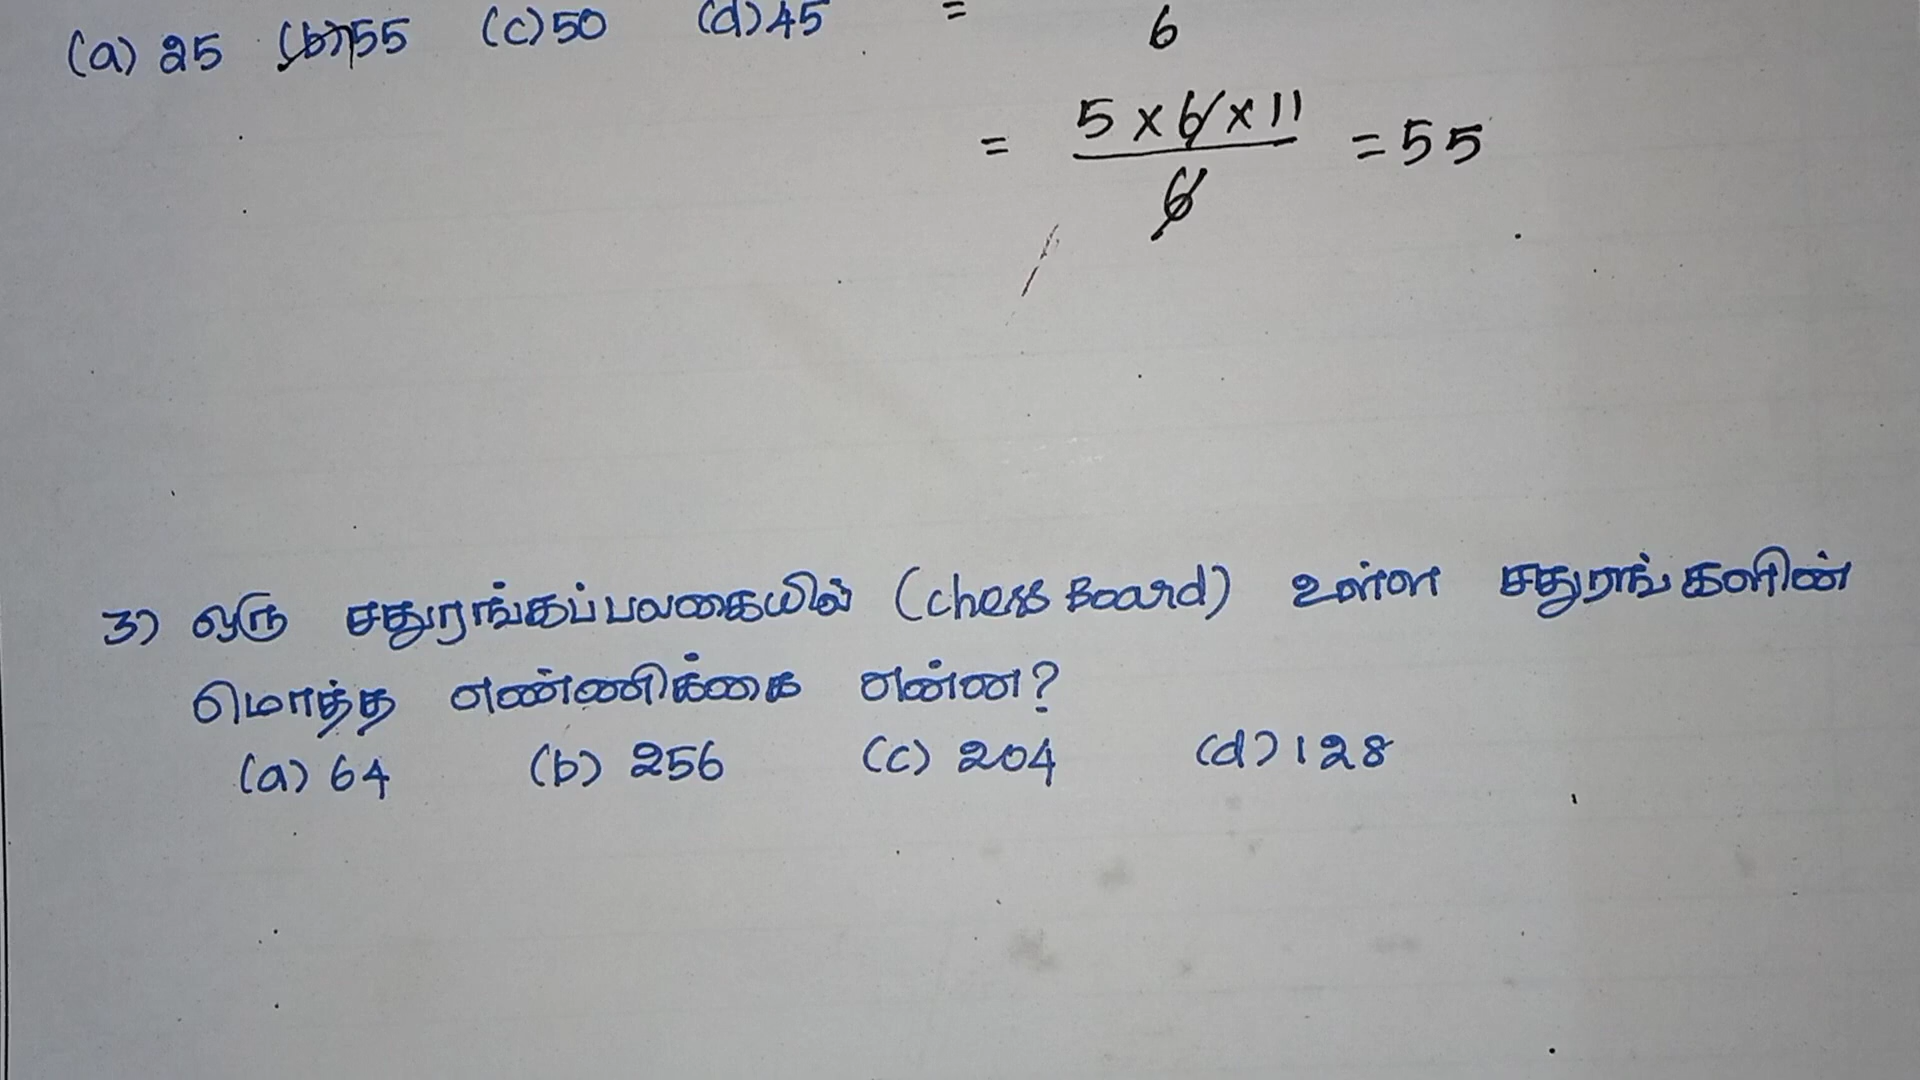 (a) 25 (b) 55 (c) 50 (d) 45 = 6
= 5 x 6 x 11 / 6 = 55
3) ஒரு சதுரங்கப்பலகையில் (chess Board) உள்ள சதுரங்களின்
மொத்த எண்ணிக்கை என்ன?
(a) 64 (b) 256 (c) 204 (d) 128